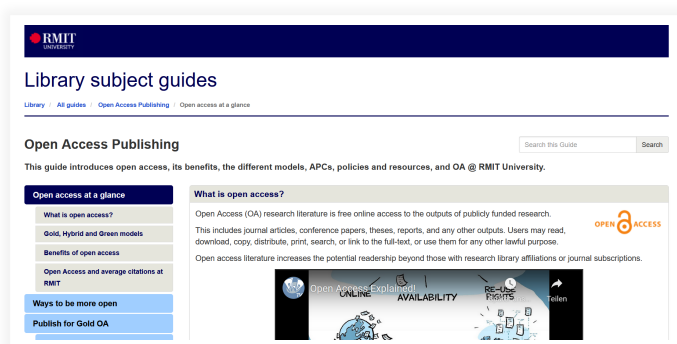 RMIT
UNIVERSITY
Library subject guides
Library / All guides / Open Access Publishing / Open access at a glance
Open Access Publishing
Search this Guide Search
This guide introduces open access, its benefits, the different models, APCs, policies and resources, and OA @ RMIT University.
Open access at a glance
What is open access?
Gold, Hybrid and Green models
Benefits of open access
Open Access and average citations at
RMIT
Ways to be more open
Publish for Gold OA
What is open access?
Open Access (OA) research literature is free online access to the outputs of publicly funded research.
OPEN ACCESS
This includes journal articles, conference papers, theses, reports, and any other outputs. Users may read,
download, copy, distribute, print, search, or link to the full-text, or use them for any other lawful purpose.
Open access literature increases the potential readership beyond those with research library affiliations or journal subscriptions.
Open Access Explained!
ONLINE
AVAILABILITY
RE-USE
RIGHTS
Teilen